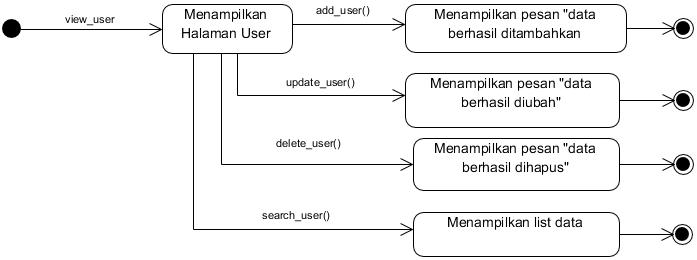 view_user
Menampilkan
Halaman User
add_user()
Menampilkan pesan "data
berhasil ditambahkan
update_user()
Menampilkan pesan "data
berhasil diubah"
delete_user()
Menampilkan pesan "data
berhasil dihapus"
search_user()
Menampilkan list data